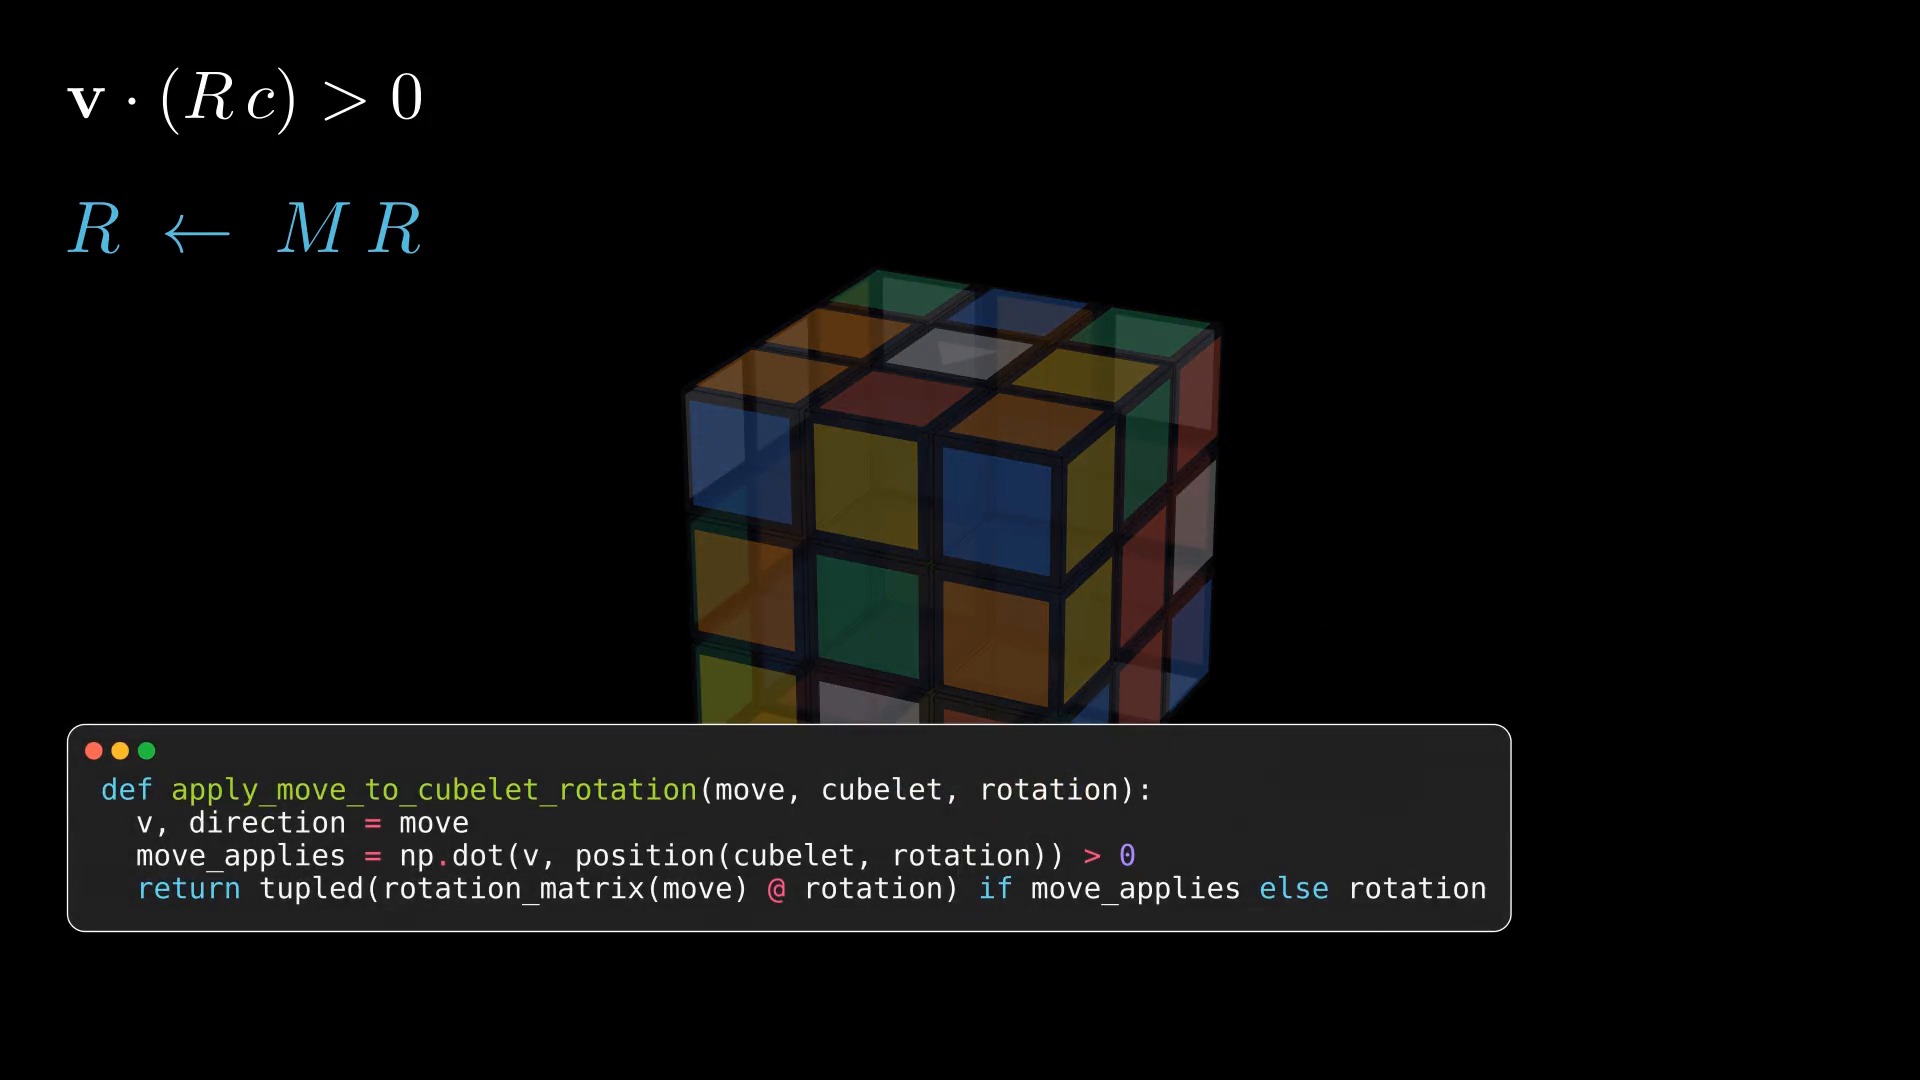 v · (R c) > 0
R ← M R
def apply_move_to_cubelet_rotation(move, cubelet, rotation):
  v, direction = move
  move_applies = np.dot(v, position(cubelet, rotation)) > 0
  return tupled(rotation_matrix(move) @ rotation) if move_applies else rotation